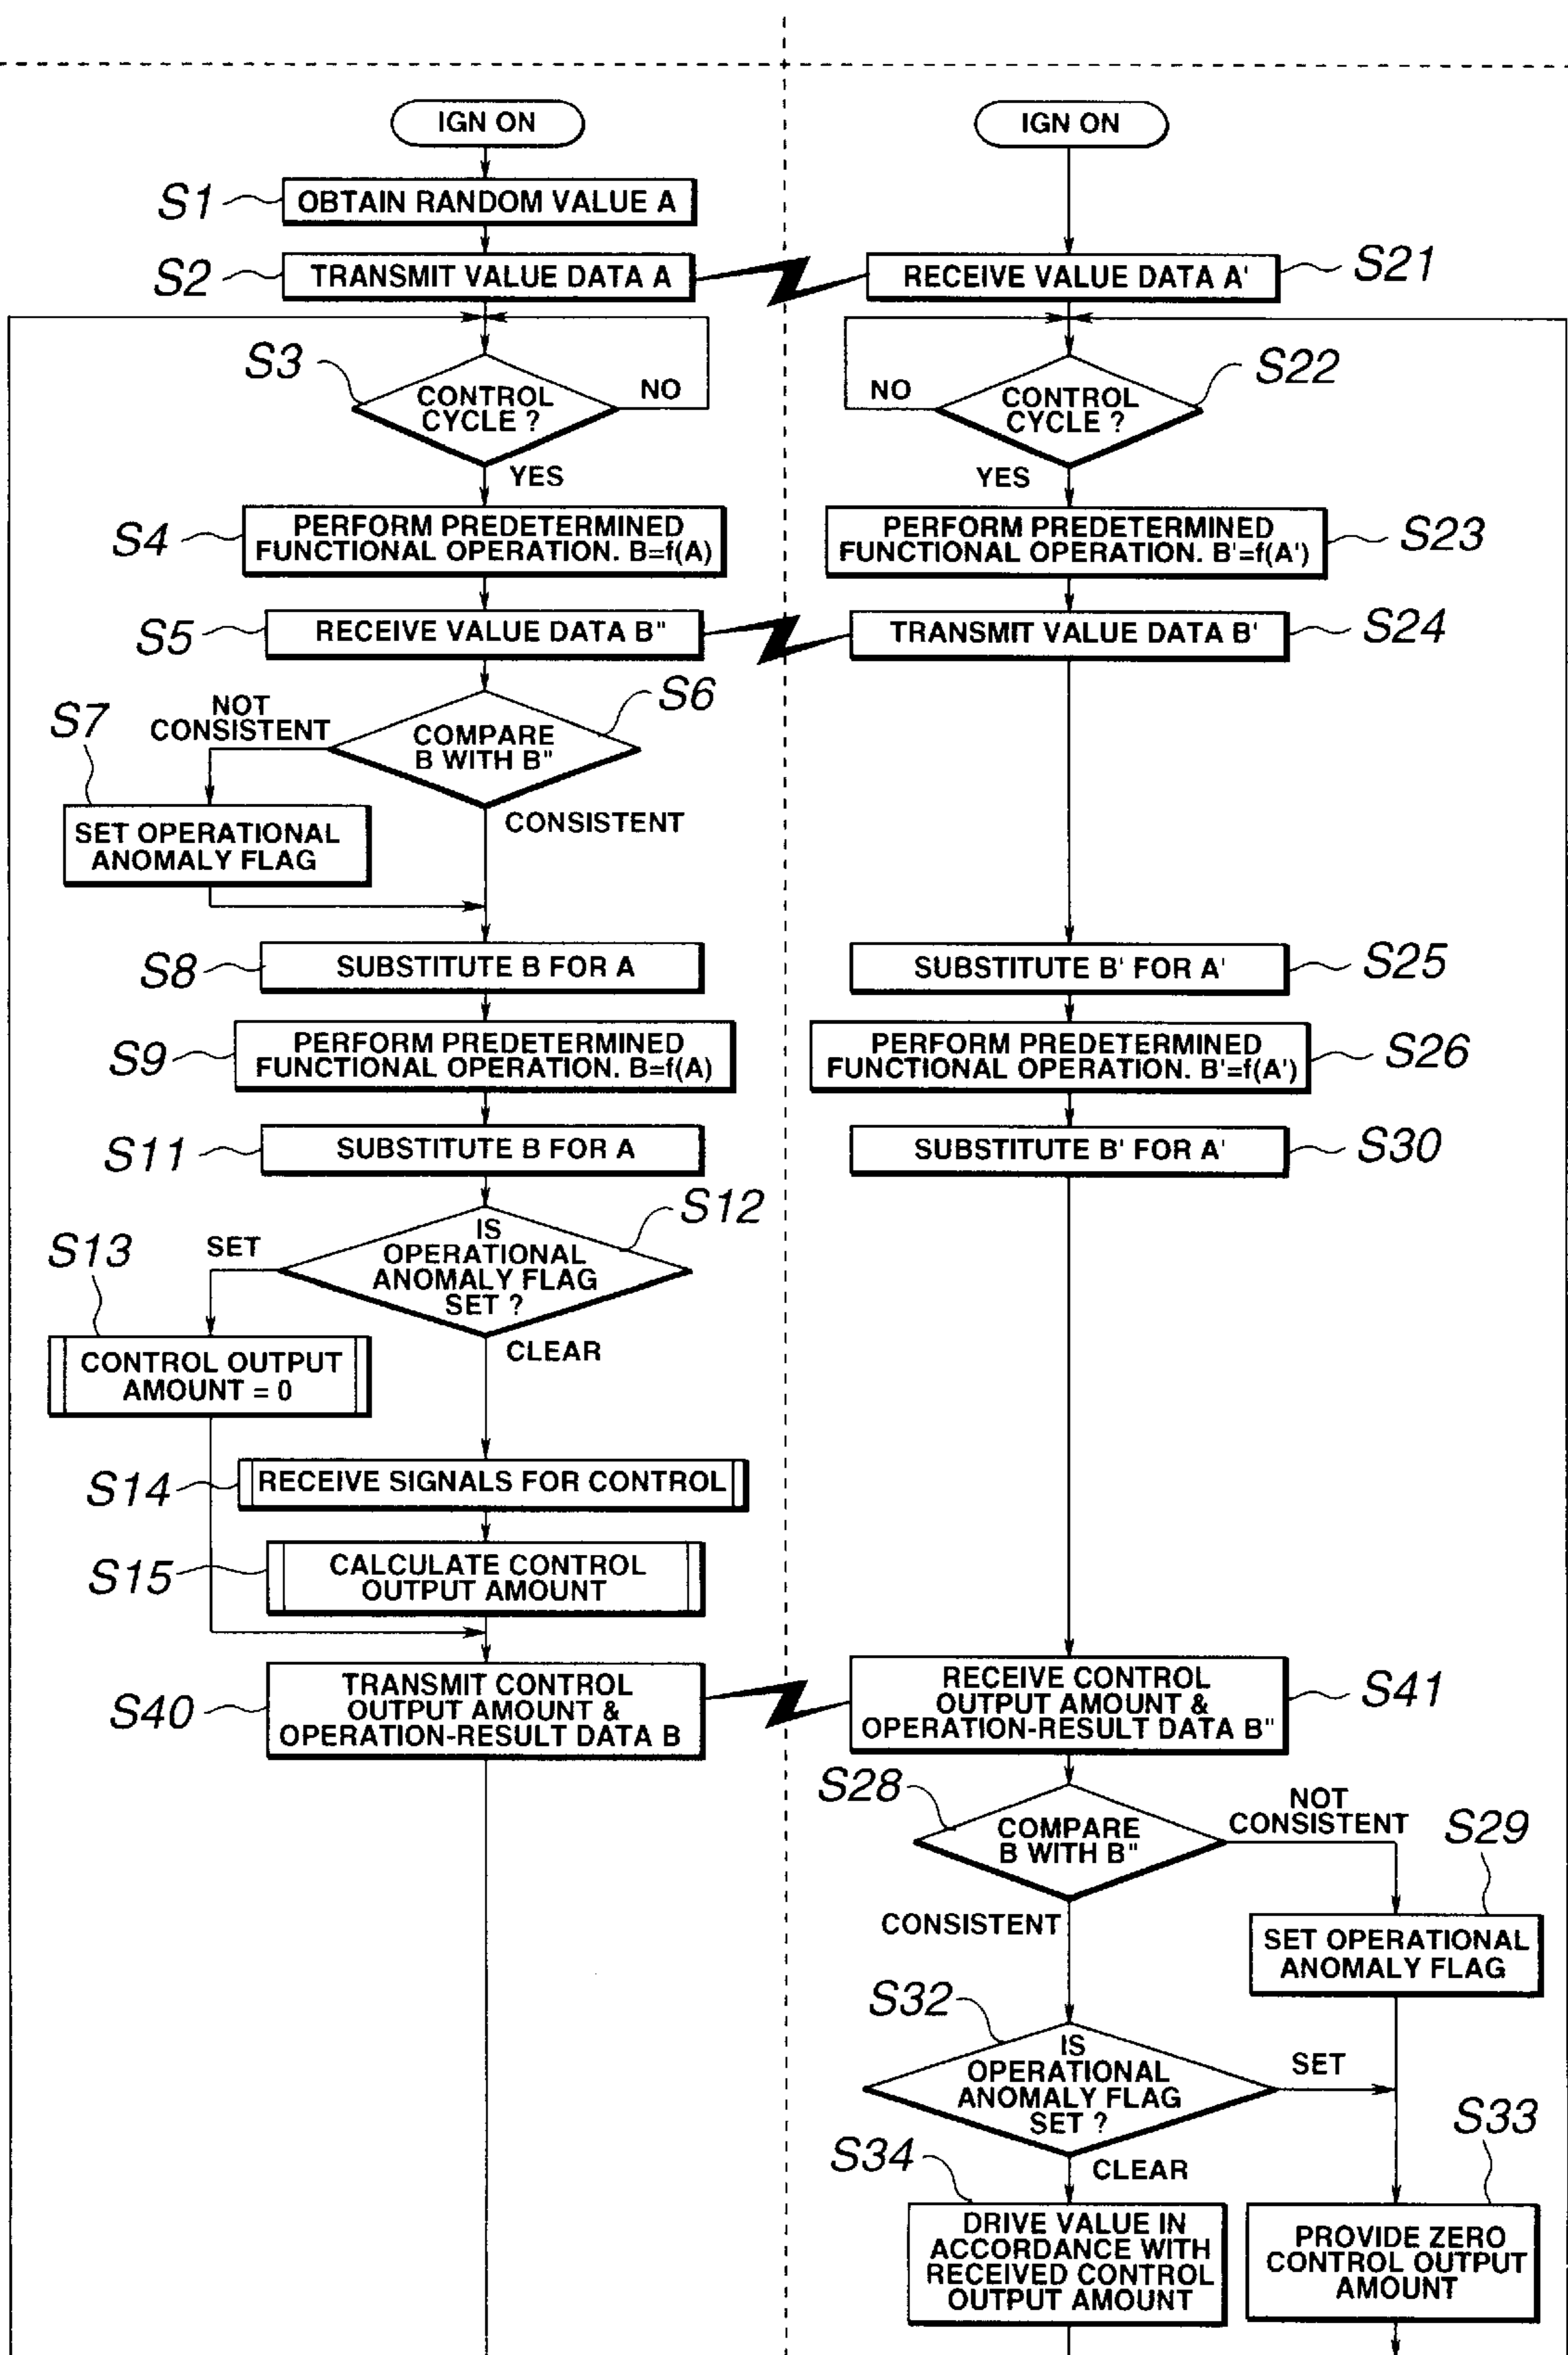 IGN ON
S1
OBTAIN RANDOM VALUE A
S2
TRANSMIT VALUE DATA A
S3
CONTROL
CYCLE ?
NO
YES
S4
PERFORM PREDETERMINED
FUNCTIONAL OPERATION. B=f(A)
S5
RECEIVE VALUE DATA B"
S6
COMPARE
B WITH B"
NOT
CONSISTENT
S7
SET OPERATIONAL
ANOMALY FLAG
CONSISTENT
S8
SUBSTITUTE B FOR A
S9
PERFORM PREDETERMINED
FUNCTIONAL OPERATION. B=f(A)
S11
SUBSTITUTE B FOR A
S12
IS
OPERATIONAL
ANOMALY FLAG
SET ?
SET
S13
CONTROL OUTPUT
AMOUNT = 0
CLEAR
S14
RECEIVE SIGNALS FOR CONTROL
S15
CALCULATE CONTROL
OUTPUT AMOUNT
S40
TRANSMIT CONTROL
OUTPUT AMOUNT &
OPERATION-RESULT DATA B
IGN ON
RECEIVE VALUE DATA A'
S21
S22
CONTROL
CYCLE ?
NO
YES
PERFORM PREDETERMINED
FUNCTIONAL OPERATION. B'=f(A')
S23
TRANSMIT VALUE DATA B'
S24
SUBSTITUTE B' FOR A'
S25
PERFORM PREDETERMINED
FUNCTIONAL OPERATION. B'=f(A')
S26
SUBSTITUTE B' FOR A'
S30
RECEIVE CONTROL
OUTPUT AMOUNT &
OPERATION-RESULT DATA B"
S41
S28
COMPARE
B WITH B"
NOT
CONSISTENT
S29
SET OPERATIONAL
ANOMALY FLAG
CONSISTENT
S32
IS
OPERATIONAL
ANOMALY FLAG
SET ?
SET
S33
PROVIDE ZERO
CONTROL OUTPUT
AMOUNT
S34
CLEAR
DRIVE VALUE IN
ACCORDANCE WITH
RECEIVED CONTROL
OUTPUT AMOUNT